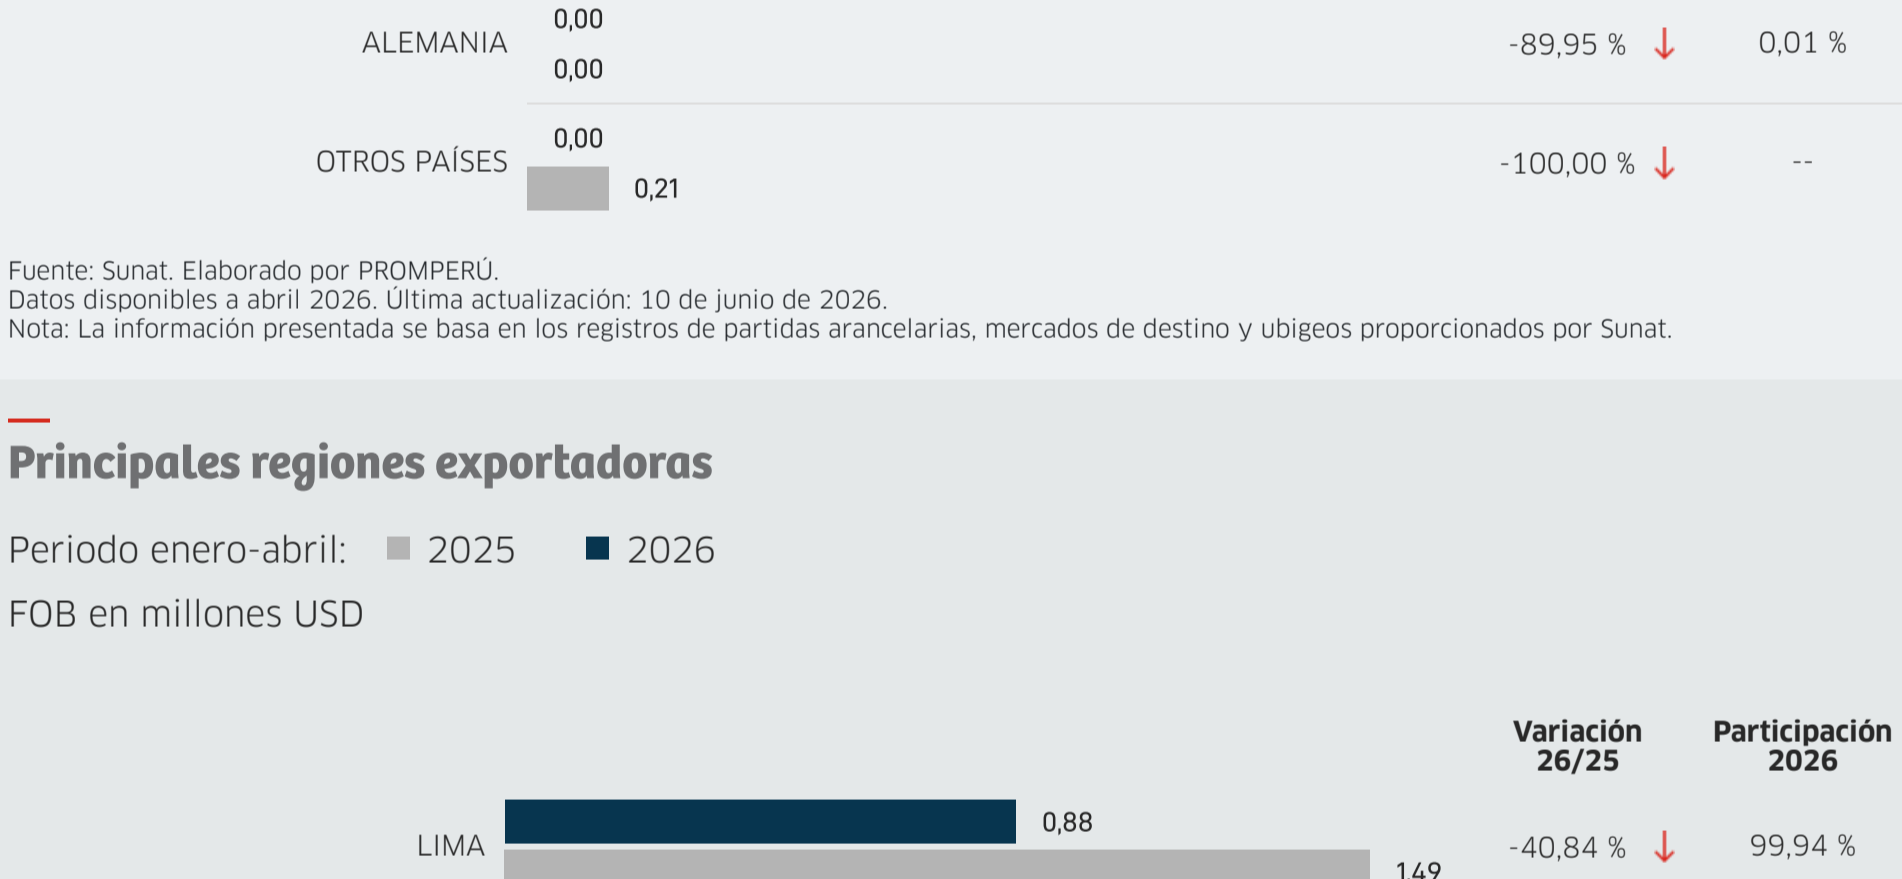 0,00
ALEMANIA
-89,95 %
0,01 %
0,00
0,00
OTROS PAÍSES
-100,00 %
--
0,21
Fuente: Sunat. Elaborado por PROMPERÚ.
Datos disponibles a abril 2026. Última actualización: 10 de junio de 2026.
Nota: La información presentada se basa en los registros de partidas arancelarias, mercados de destino y ubigeos proporcionados por Sunat.
Principales regiones exportadoras
Periodo enero-abril: 2025 2026
FOB en millones USD
Variación
26/25
Participación
2026
0,88
LIMA
-40,84 %
99,94 %
1,49